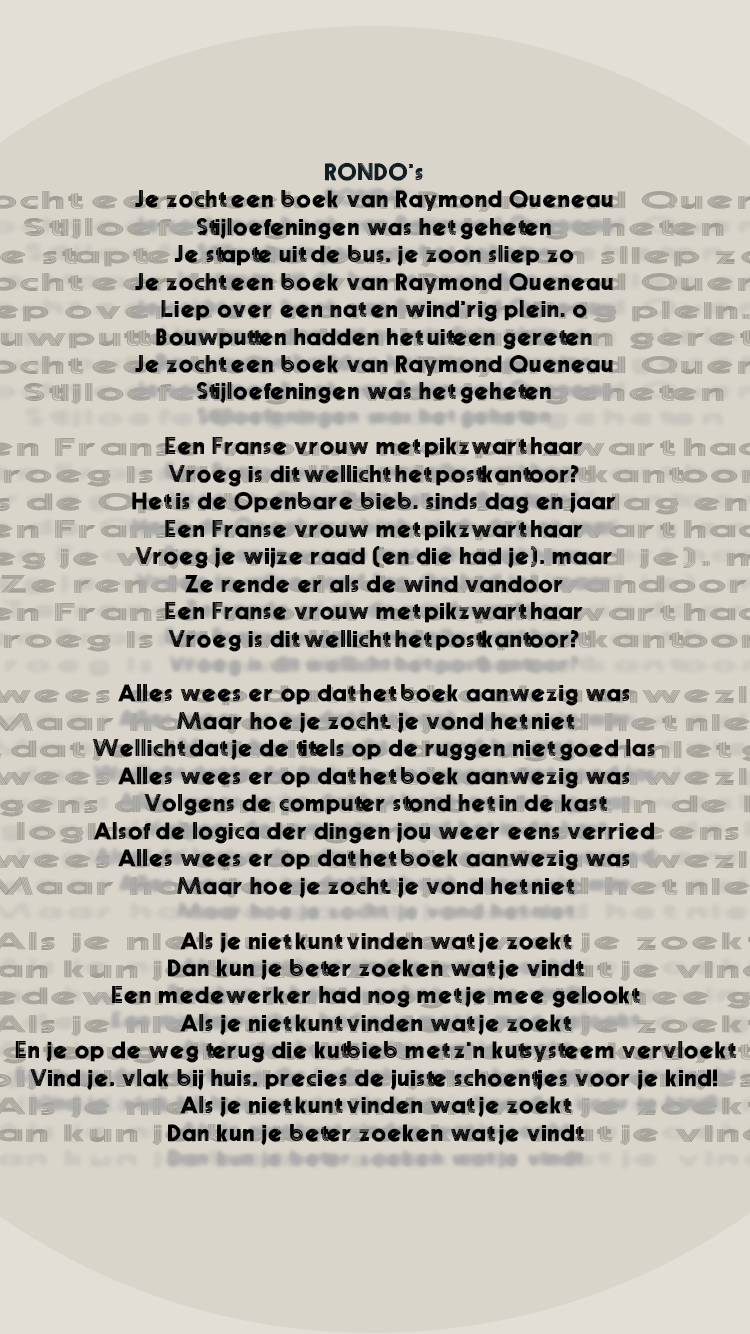 RONDO's
Je zocht een boek van Raymond Queneau
Stijloefeningen was het geheten
Je stapte uit de bus. je zoon sliep zo
Je zocht een boek van Raymond Queneau
Liep over een nat en wind'rig plein. o
Bouwputten hadden het uiteen gereten
Je zocht een boek van Raymond Queneau
Stijloefeningen was het geheten

Een Franse vrouw met pikzwart haar
Vroeg is dit wellicht het postkantoor?
Het is de Openbare bieb. sinds dag en jaar
Een Franse vrouw met pikzwart haar
Vroeg je wijze raad (en die had je). maar
Ze rende er als de wind vandoor
Een Franse vrouw met pikzwart haar
Vroeg is dit wellicht het postkantoor?

Alles wees er op dat het boek aanwezig was
Maar hoe je zocht. je vond het niet
Wellicht dat je de titels op de ruggen niet goed las
Alles wees er op dat het boek aanwezig was
Volgens de computer stond het in de kast
Alsof de logica der dingen jou weer eens verried
Alles wees er op dat het boek aanwezig was
Maar hoe je zocht. je vond het niet

Als je niet kunt vinden wat je zoekt
Dan kun je beter zoeken wat je vindt
Een medewerker had nog met je mee gelookt
Als je niet kunt vinden wat je zoekt
En je op de weg terug die kutbieb met z'n kutsysteem vervloekt
Vind je. vlak bij huis. precies de juiste schoentjes voor je kind!
Als je niet kunt vinden wat je zoekt
Dan kun je beter zoeken wat je vindt